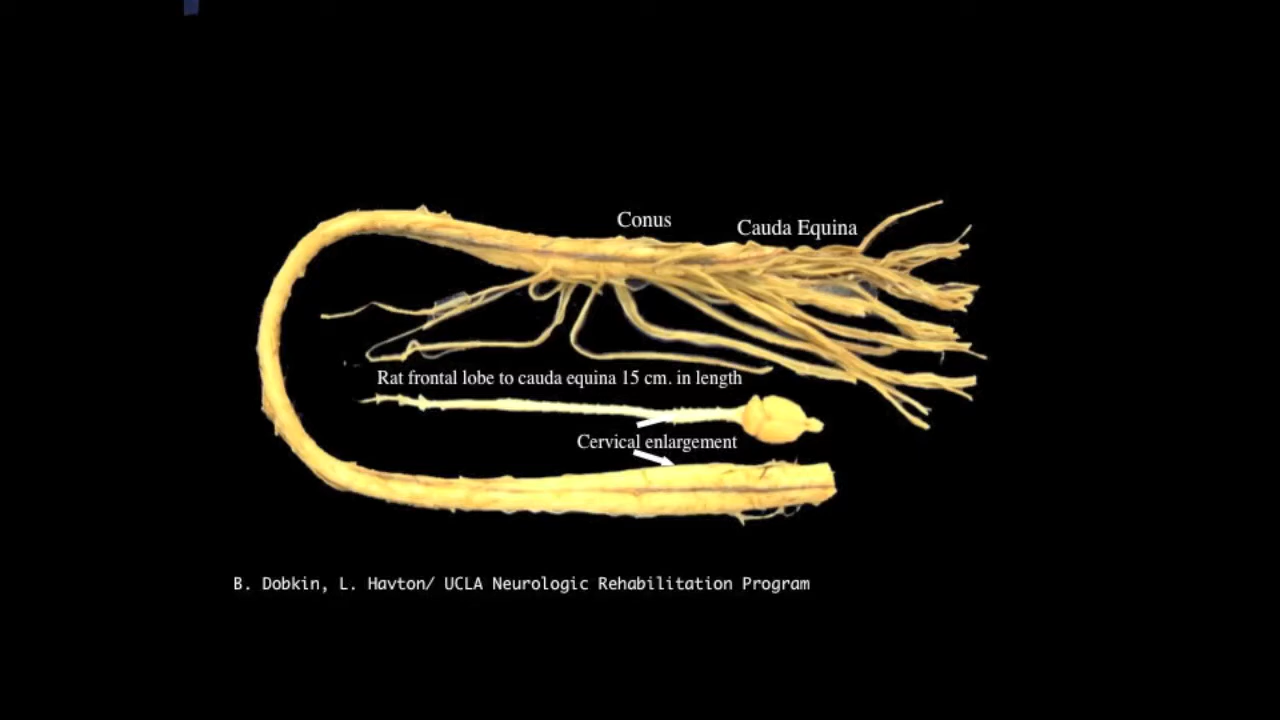 Conus
Cauda Equina
Rat frontal lobe to cauda equina 15 cm. in length
Cervical enlargement
B. Dobkin, L. Havton/ UCLA Neurologic Rehabilitation Program